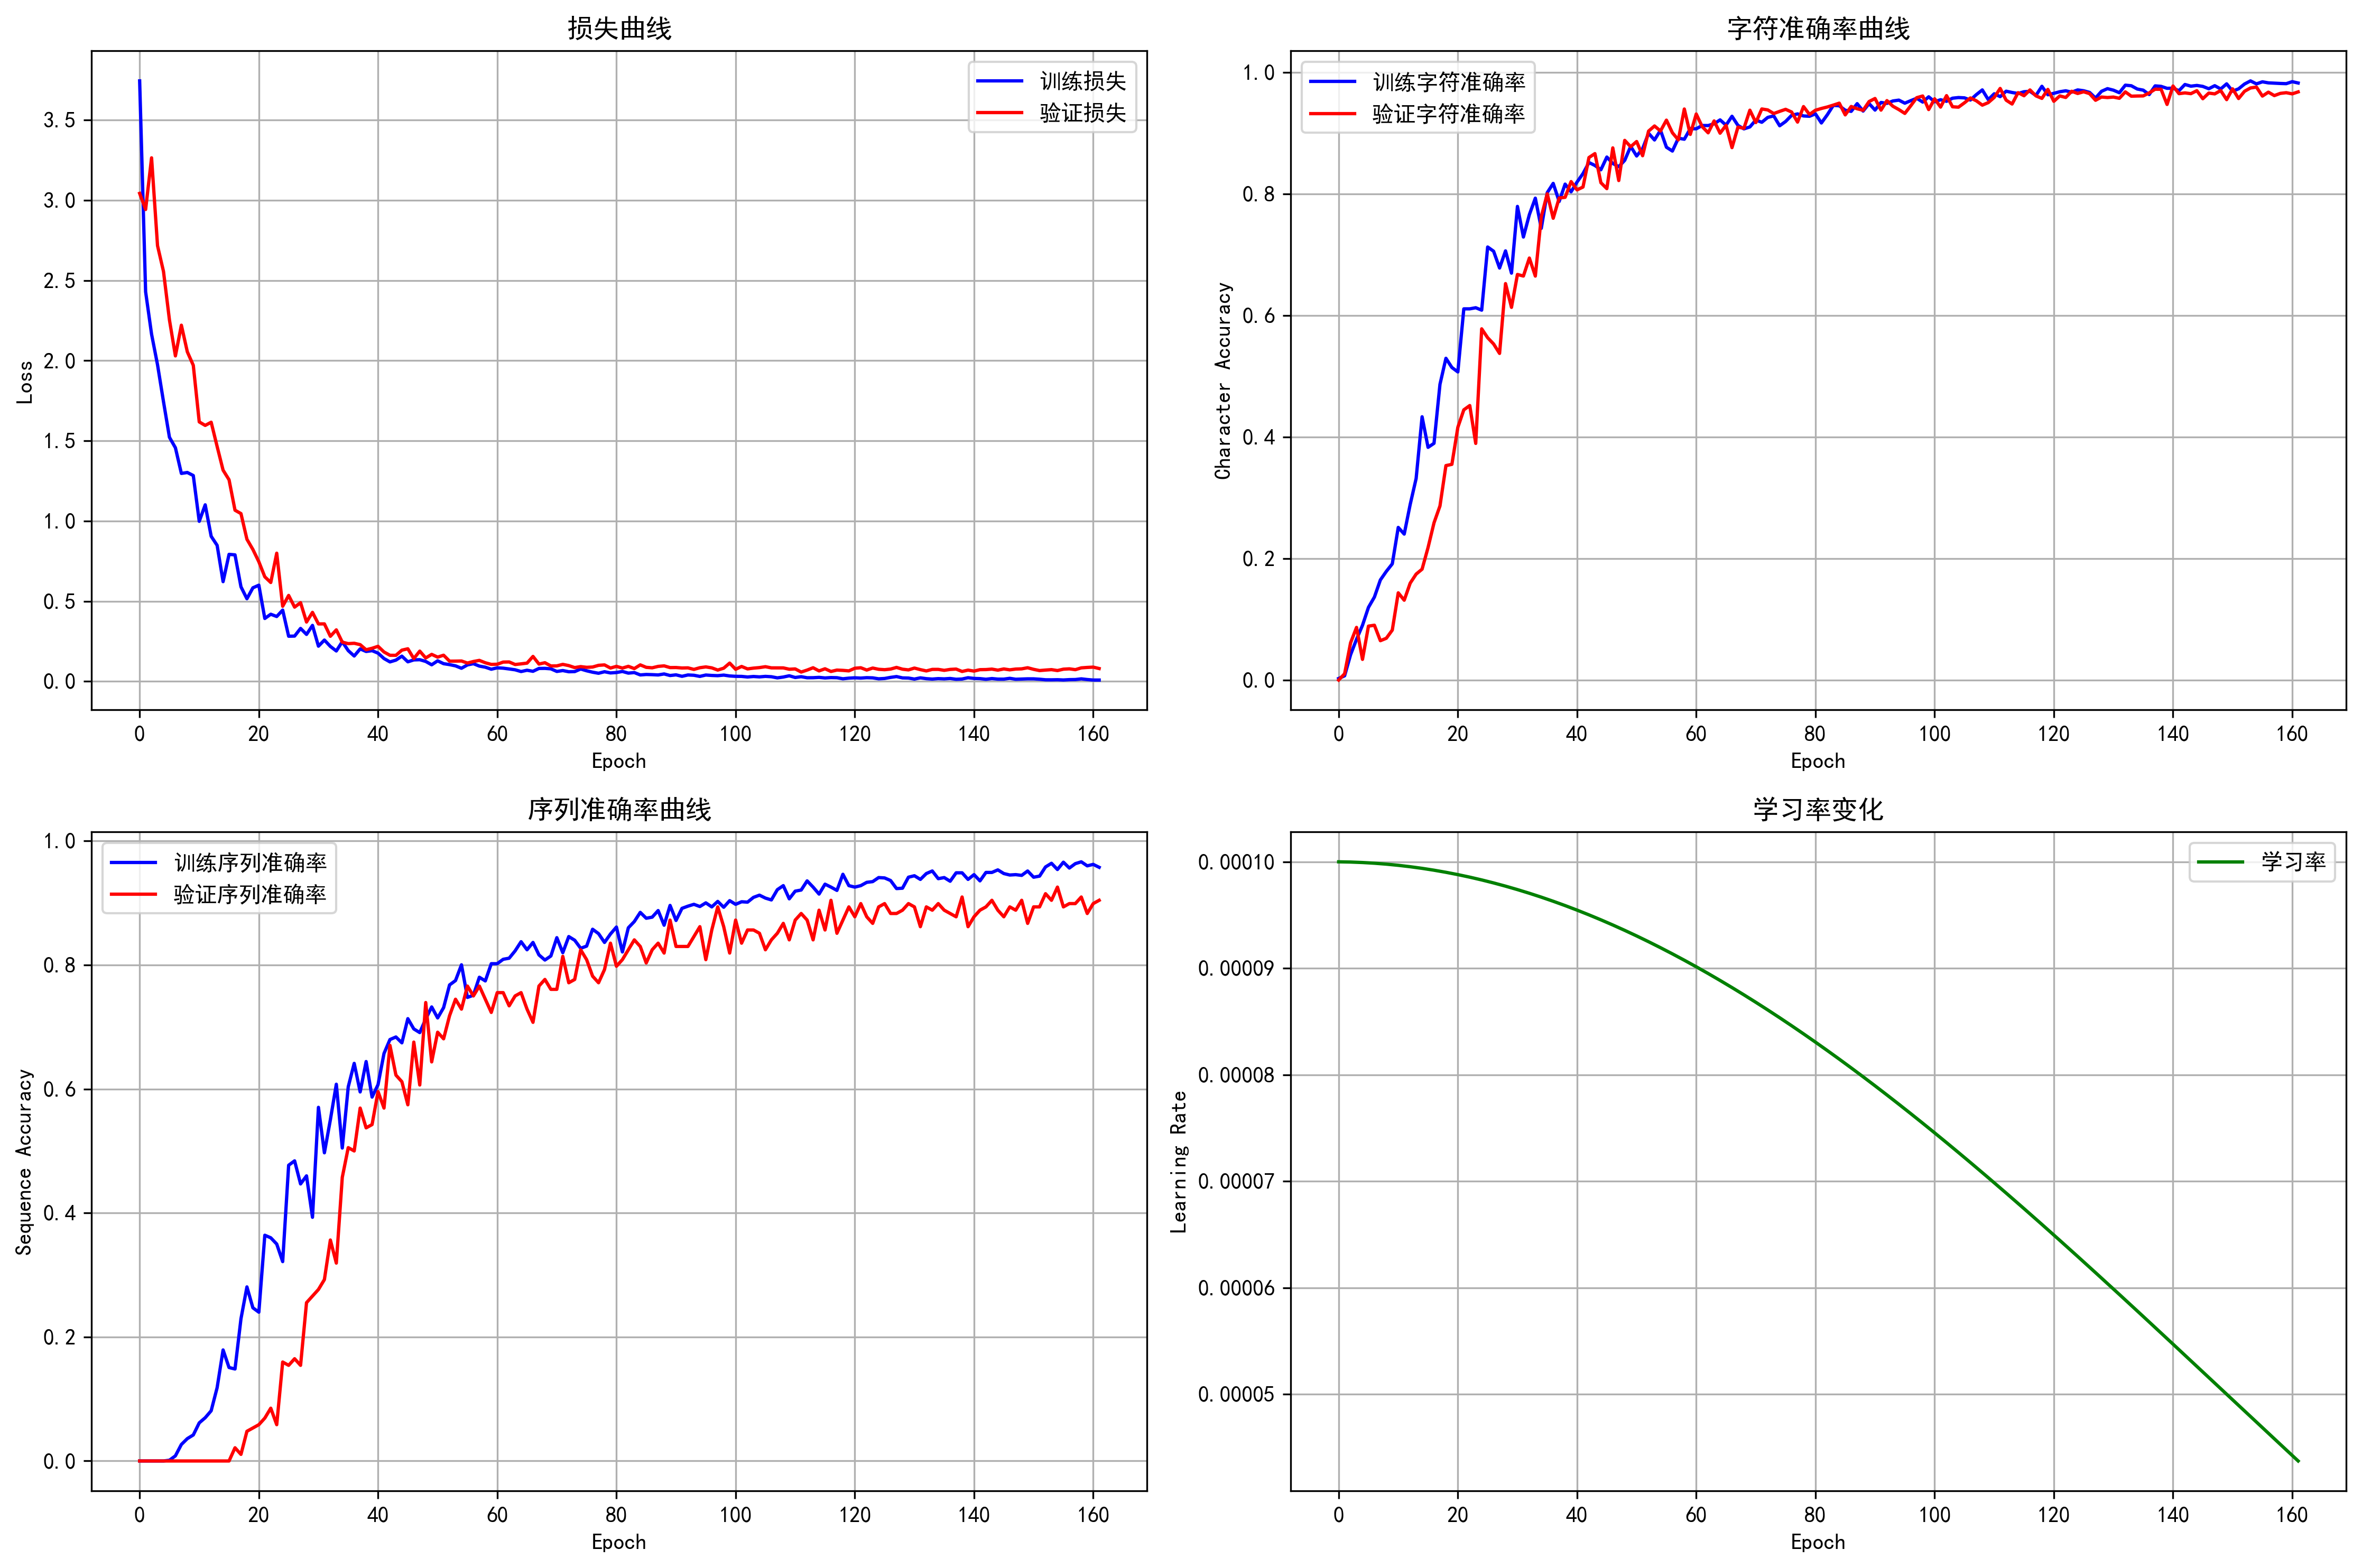 损失曲线
训练损失
验证损失
3.5
3.0
2.5
2.0
1.5
1.0
0.5
0.0
Loss
0 20 40 60 80 100 120 140 160
Epoch
字符准确率曲线
训练字符准确率
验证字符准确率
1.0
0.8
0.6
0.4
0.2
0.0
Character Accuracy
0 20 40 60 80 100 120 140 160
Epoch
序列准确率曲线
训练序列准确率
验证序列准确率
1.0
0.8
0.6
0.4
0.2
0.0
Sequence Accuracy
0 20 40 60 80 100 120 140 160
Epoch
学习率变化
学习率
0.00010
0.00009
0.00008
0.00007
0.00006
0.00005
Learning Rate
0 20 40 60 80 100 120 140 160
Epoch